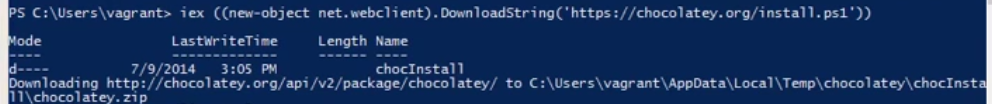 PS C:\Users\vagrant> iex ((new-object net.webclient).DownloadString('https://chocolatey.org/install.ps1'))
Mode LastWriteTime Length Name
---- ------------- ------ ----
d---- 7/9/2014 3:05 PM chocInstall
Downloading http://chocolatey.org/api/v2/package/chocolatey/ to C:\Users\vagrant\AppData\Local\Temp\chocolatey\chocInsta
ll\chocolatey.zip